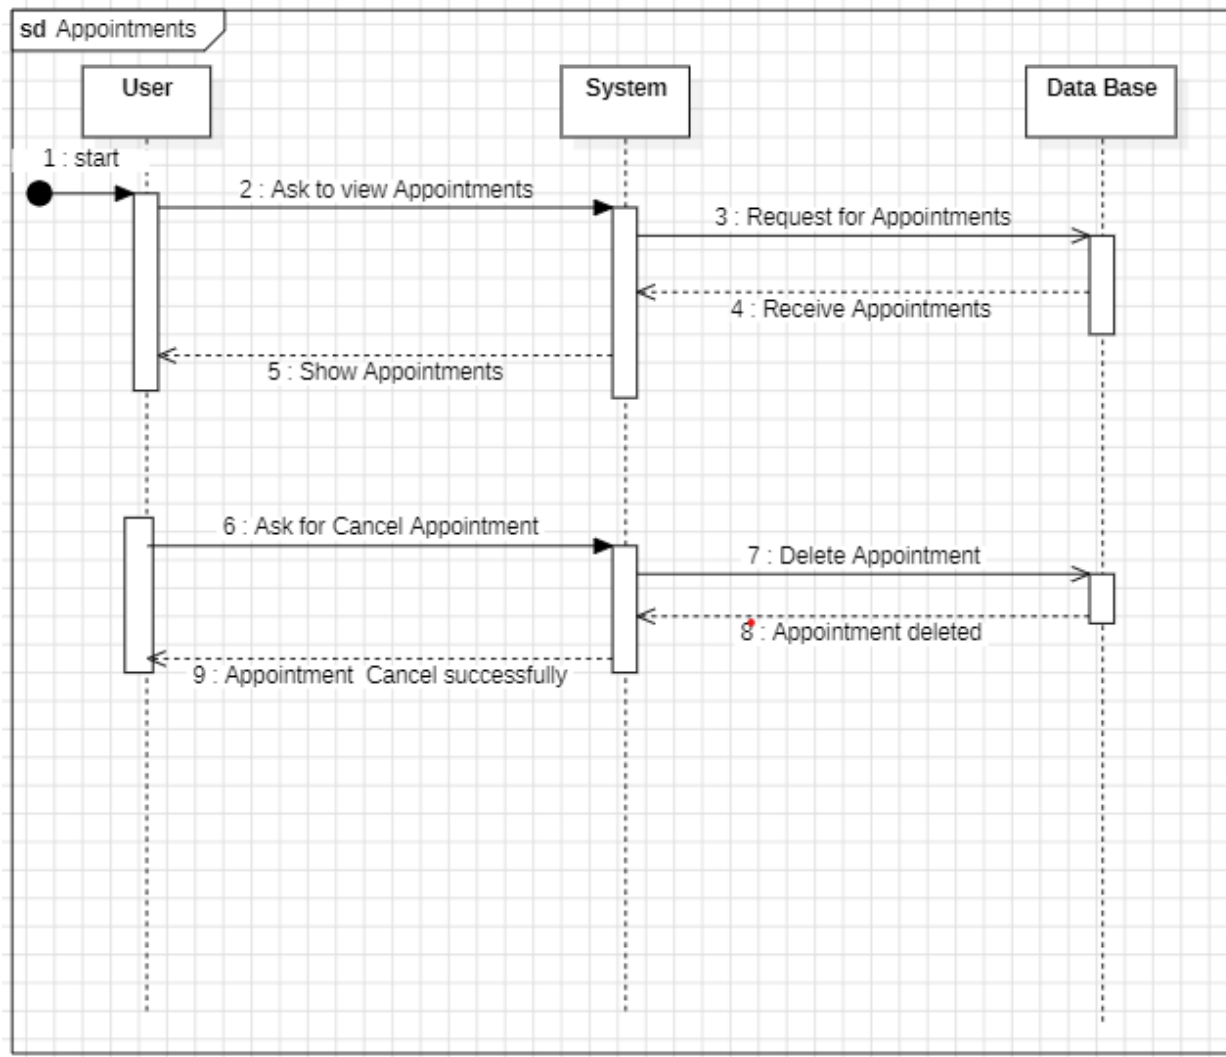 sd Appointments
User
System
Data Base
1 : start
2 : Ask to view Appointments
3 : Request for Appointments
4 : Receive Appointments
5 : Show Appointments
6 : Ask for Cancel Appointment
7 : Delete Appointment
8 : Appointment deleted
9 : Appointment  Cancel successfully